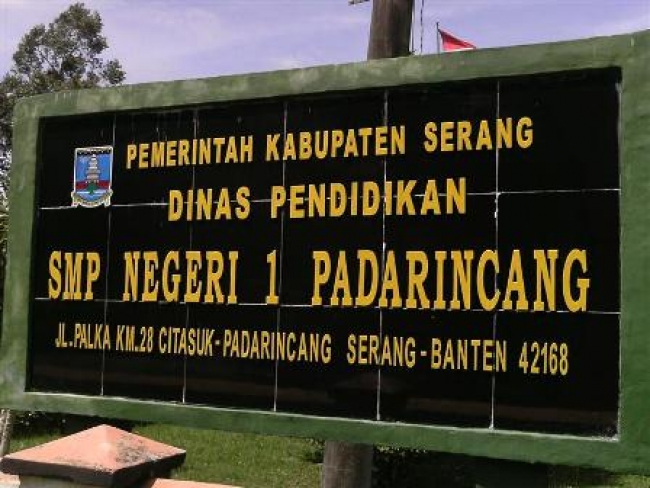 PEMERINTAH KABUPATEN SERANG
DINAS PENDIDIKAN
SMP NEGERI 1 PADARINCANG
JL.PALKA KM.28 CITASUK-PADARINCANG SERANG-BANTEN 42168